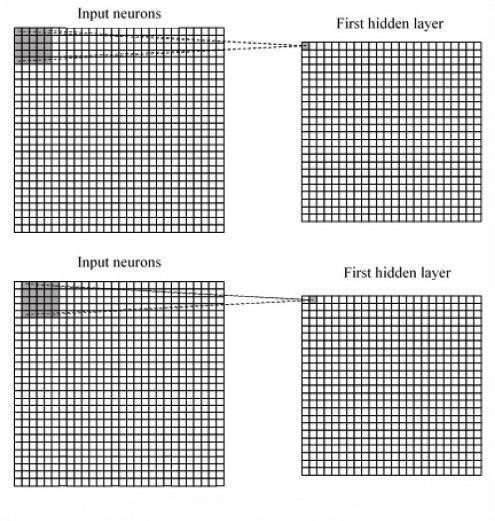 Input neurons
First hidden layer
Input neurons
First hidden layer